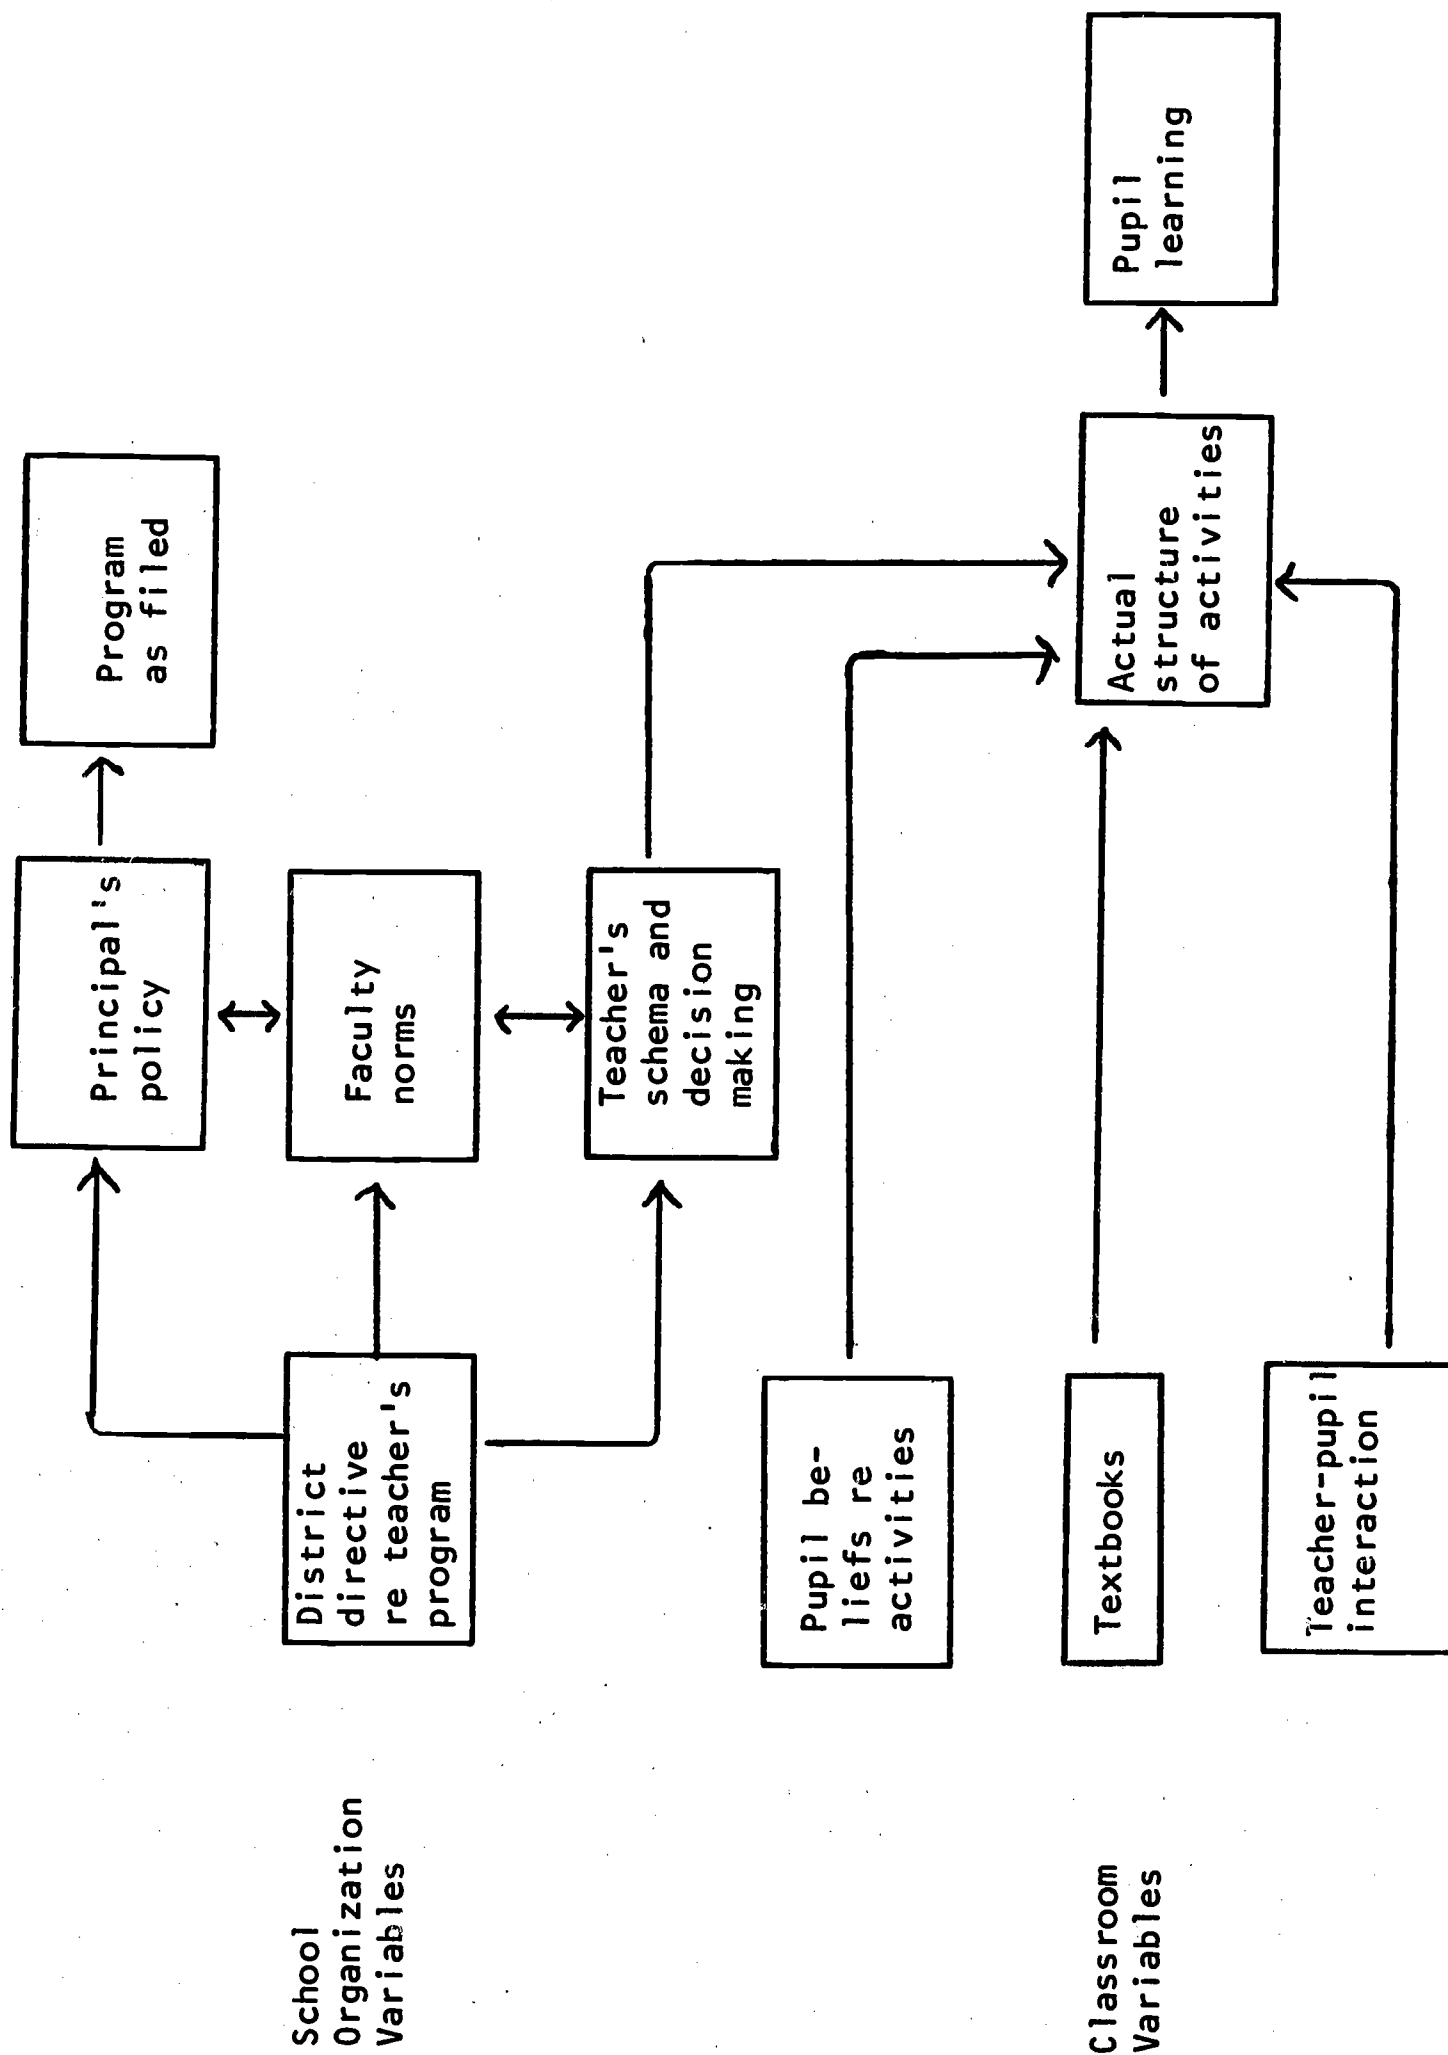 School
Organization
Variables
District
directive
re teacher's
program
Principal's
policy
Program
as filed
Faculty
norms
Teacher's
schema and
decision
making
Classroom
Variables
Pupil be-
liefs re
activities
Textbooks
Teacher-pupil
interaction
Actual
structure
of activities
Pupil
learning